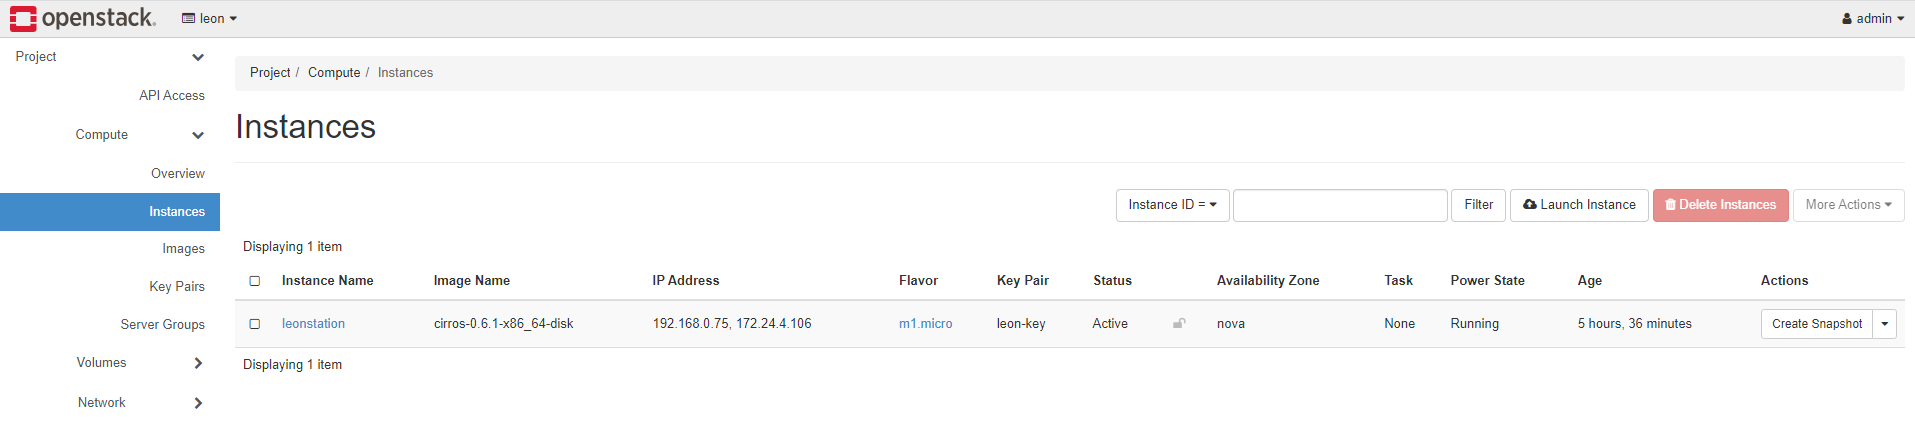 openstack. leon admin
Project
Project / Compute / Instances
API Access
Instances
Compute
Overview
Instances
Instance ID = Filter Launch Instance Delete Instances More Actions
Images
Displaying 1 item
Instance Name Image Name IP Address Flavor Key Pair Status Availability Zone Task Power State Age Actions
Key Pairs
leonstation cirros-0.6.1-x86_64-disk 192.168.0.75, 172.24.4.106 m1.micro leon-key Active nova None Running 5 hours, 36 minutes Create Snapshot
Server Groups
Displaying 1 item
Volumes
Network